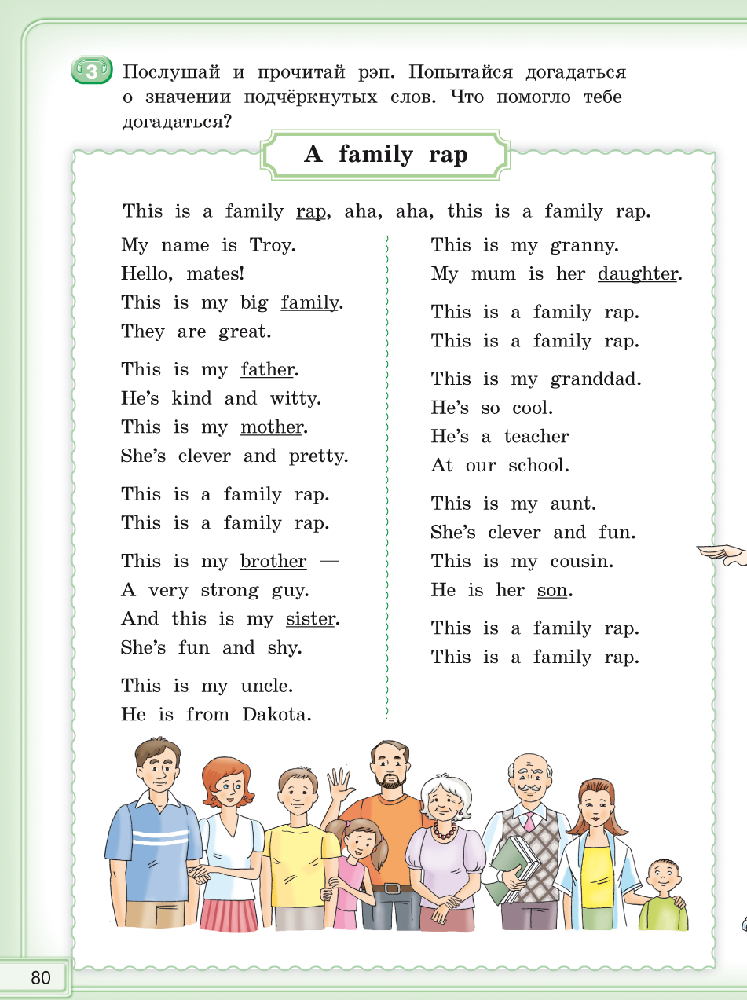 3
Послушай и прочитай рэп. Попытайся догадаться
о значении подчёркнутых слов. Что помогло тебе
догадаться?
A family rap
This is a family rap, aha, aha, this is a family rap.
My name is Troy.
Hello, mates!
This is my big family.
They are great.
This is my father.
He’s kind and witty.
This is my mother.
She’s clever and pretty.
This is a family rap.
This is a family rap.
This is my brother —
A very strong guy.
And this is my sister.
She’s fun and shy.
This is my uncle.
He is from Dakota.
This is my granny.
My mum is her daughter.
This is a family rap.
This is a family rap.
This is my granddad.
He’s so cool.
He’s a teacher
At our school.
This is my aunt.
She’s clever and fun.
This is my cousin.
He is her son.
This is a family rap.
This is a family rap.
80